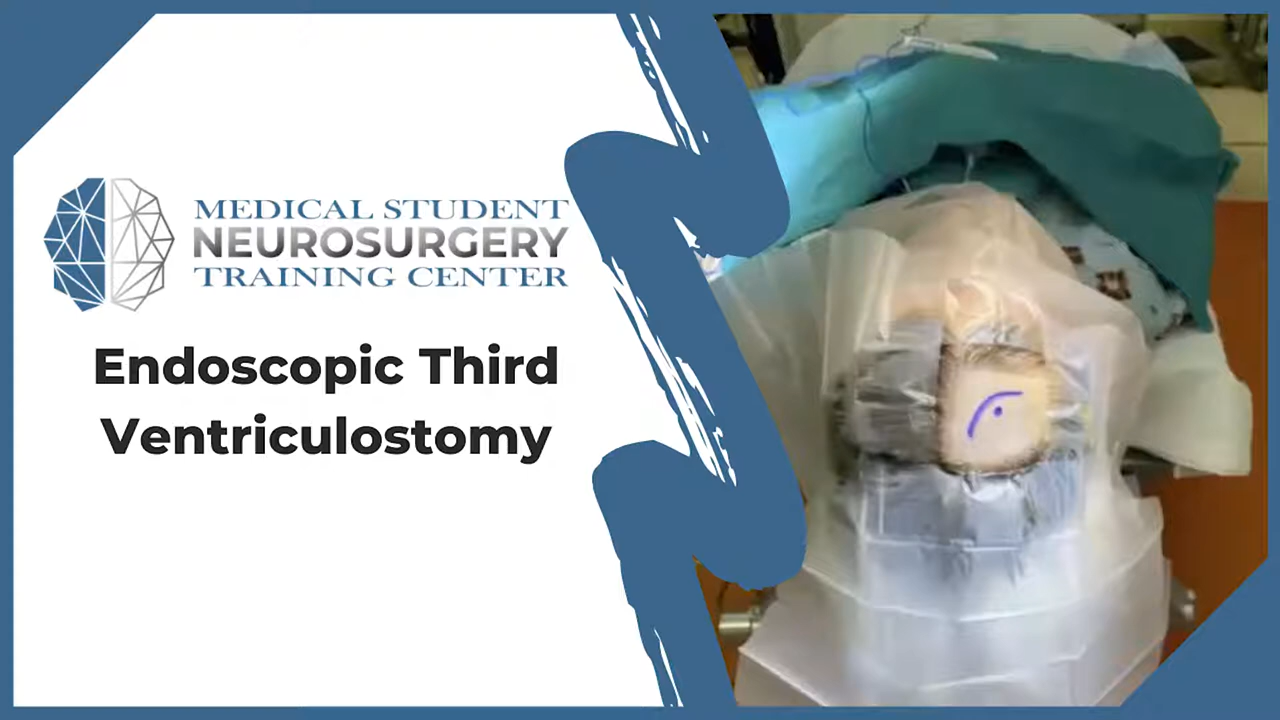 MEDICAL STUDENT
NEUROSURGERY
TRAINING CENTER
Endoscopic Third
Ventriculostomy